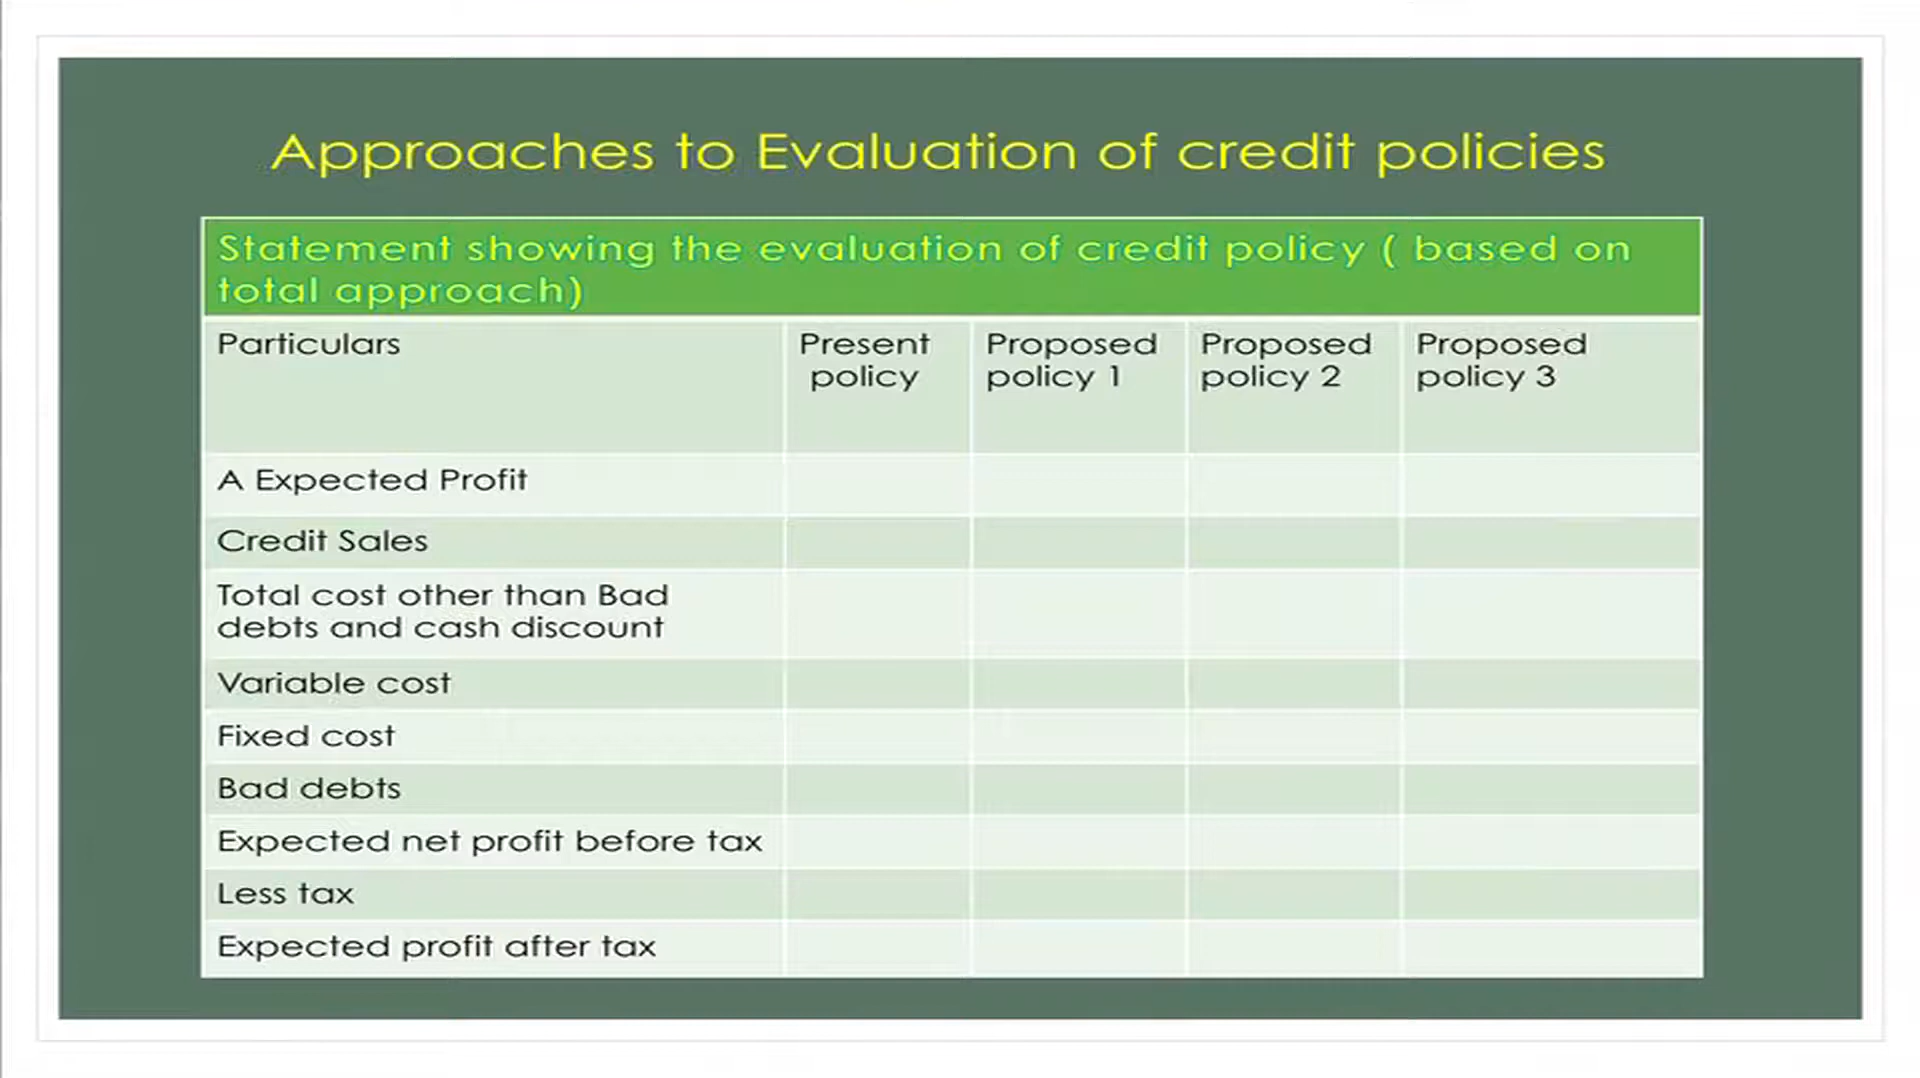 Approaches to Evaluation of credit policies
Statement showing the evaluation of credit policy ( based on
total approach)
Particulars
Present
policy
Proposed
policy 1
Proposed
policy 2
Proposed
policy 3
A Expected Profit
Credit Sales
Total cost other than Bad
debts and cash discount
Variable cost
Fixed cost
Bad debts
Expected net profit before tax
Less tax
Expected profit after tax